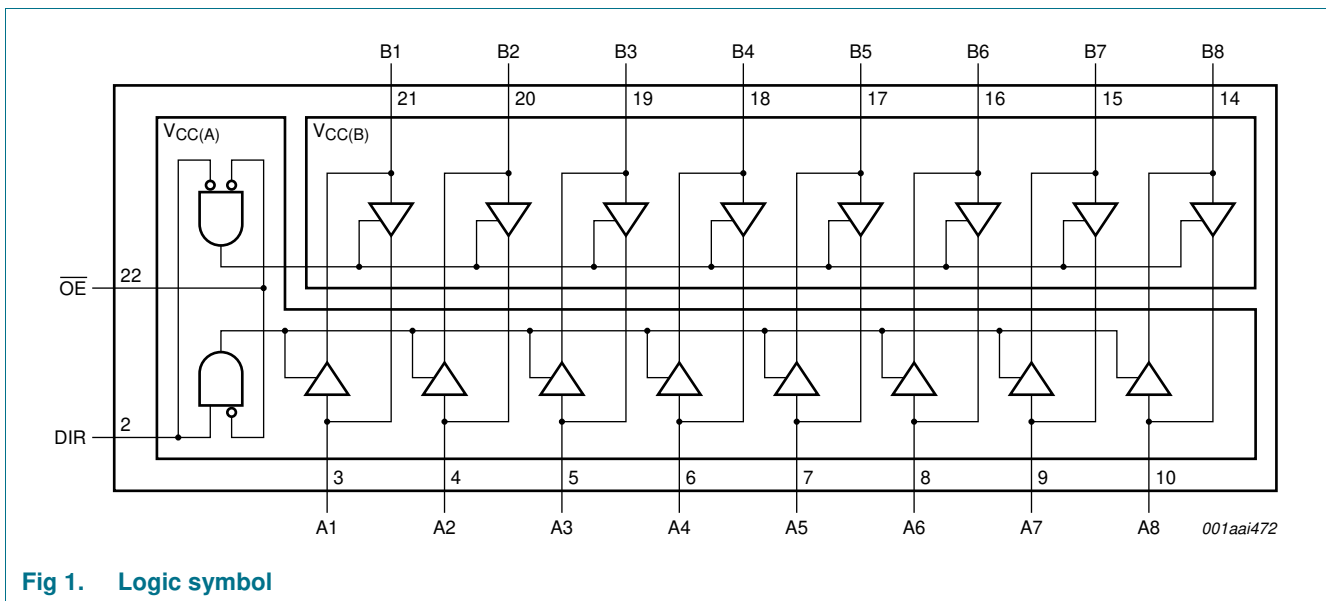 B1 B2 B3 B4 B5 B6 B7 B8
21 20 19 18 17 16 15 14
VCC(A) VCC(B)
OE 22
DIR 2
3 4 5 6 7 8 9 10
A1 A2 A3 A4 A5 A6 A7 A8 001aai472
Fig 1. Logic symbol